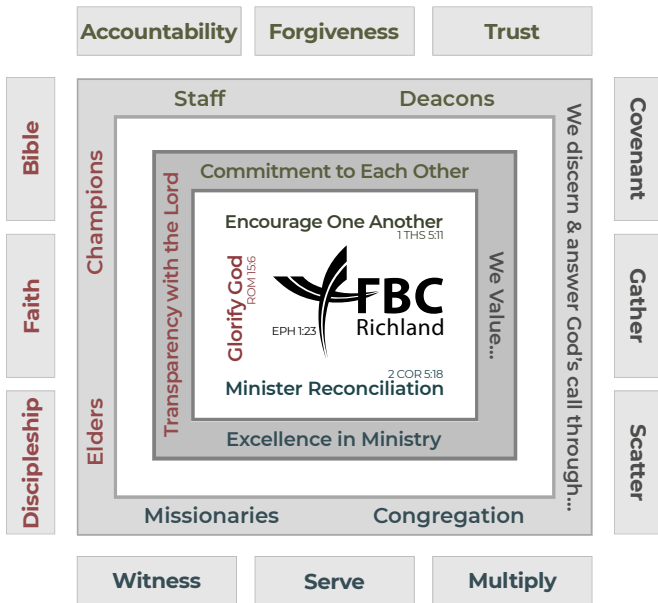 Accountability
Forgiveness
Trust
Bible
Faith
Discipleship
Staff
Deacons
Champions
Elders
We discern & answer God's call through...
Covenant
Gather
Scatter
Commitment to Each Other
Transparency with the Lord
We Value...
Encourage One Another
1 THS 5:11
Glorify God
ROM 15:6
EPH 1:23
FBC
Richland
2 COR 5:18
Minister Reconciliation
Excellence in Ministry
Missionaries
Congregation
Witness
Serve
Multiply